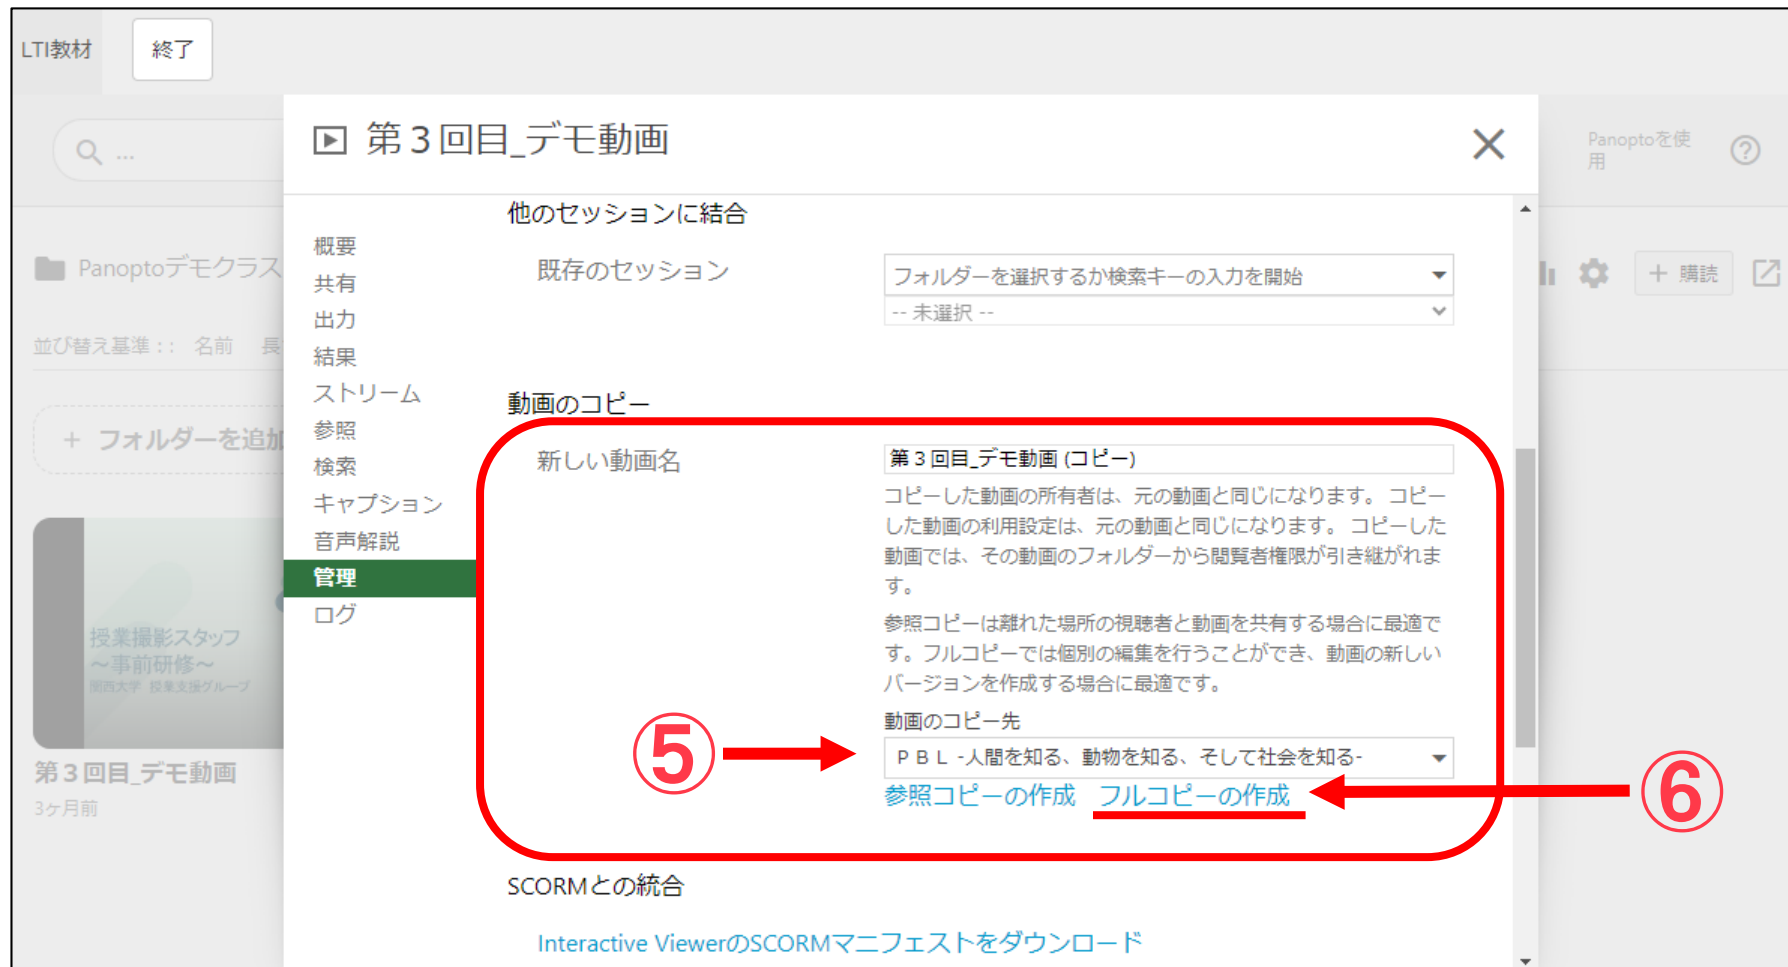 LTI教材
終了
...
Panoptoを使
用
第３回目_デモ動画
概要
共有
出力
結果
ストリーム
参照
検索
キャプション
音声解説
管理
ログ
他のセッションに結合
既存のセッション
フォルダーを選択するか検索キーの入力を開始
-- 未選択 --
動画のコピー
新しい動画名
第３回目_デモ動画 (コピー)
コピーした動画の所有者は、元の動画と同じになります。 コピー
した動画の利用設定は、元の動画と同じになります。 コピーした
動画では、その動画のフォルダーから閲覧者権限が引き継がれま
す。
参照コピーは離れた場所の視聴者と動画を共有する場合に最適で
す。フルコピーでは個別の編集を行うことができ、動画の新しい
バージョンを作成する場合に最適です。
動画のコピー先
⑤
ＰＢＬ -人間を知る、動物を知る、そして社会を知る-
参照コピーの作成 フルコピーの作成
⑥
SCORMとの統合
Interactive ViewerのSCORMマニフェストをダウンロード
Panoptoデモクラス
+ 購読
並び替え基準：: 名前 長
+ フォルダーを追加
授業撮影スタッフ
～事前研修～
関西大学 授業支援グループ
第３回目_デモ動画
3ヶ月前